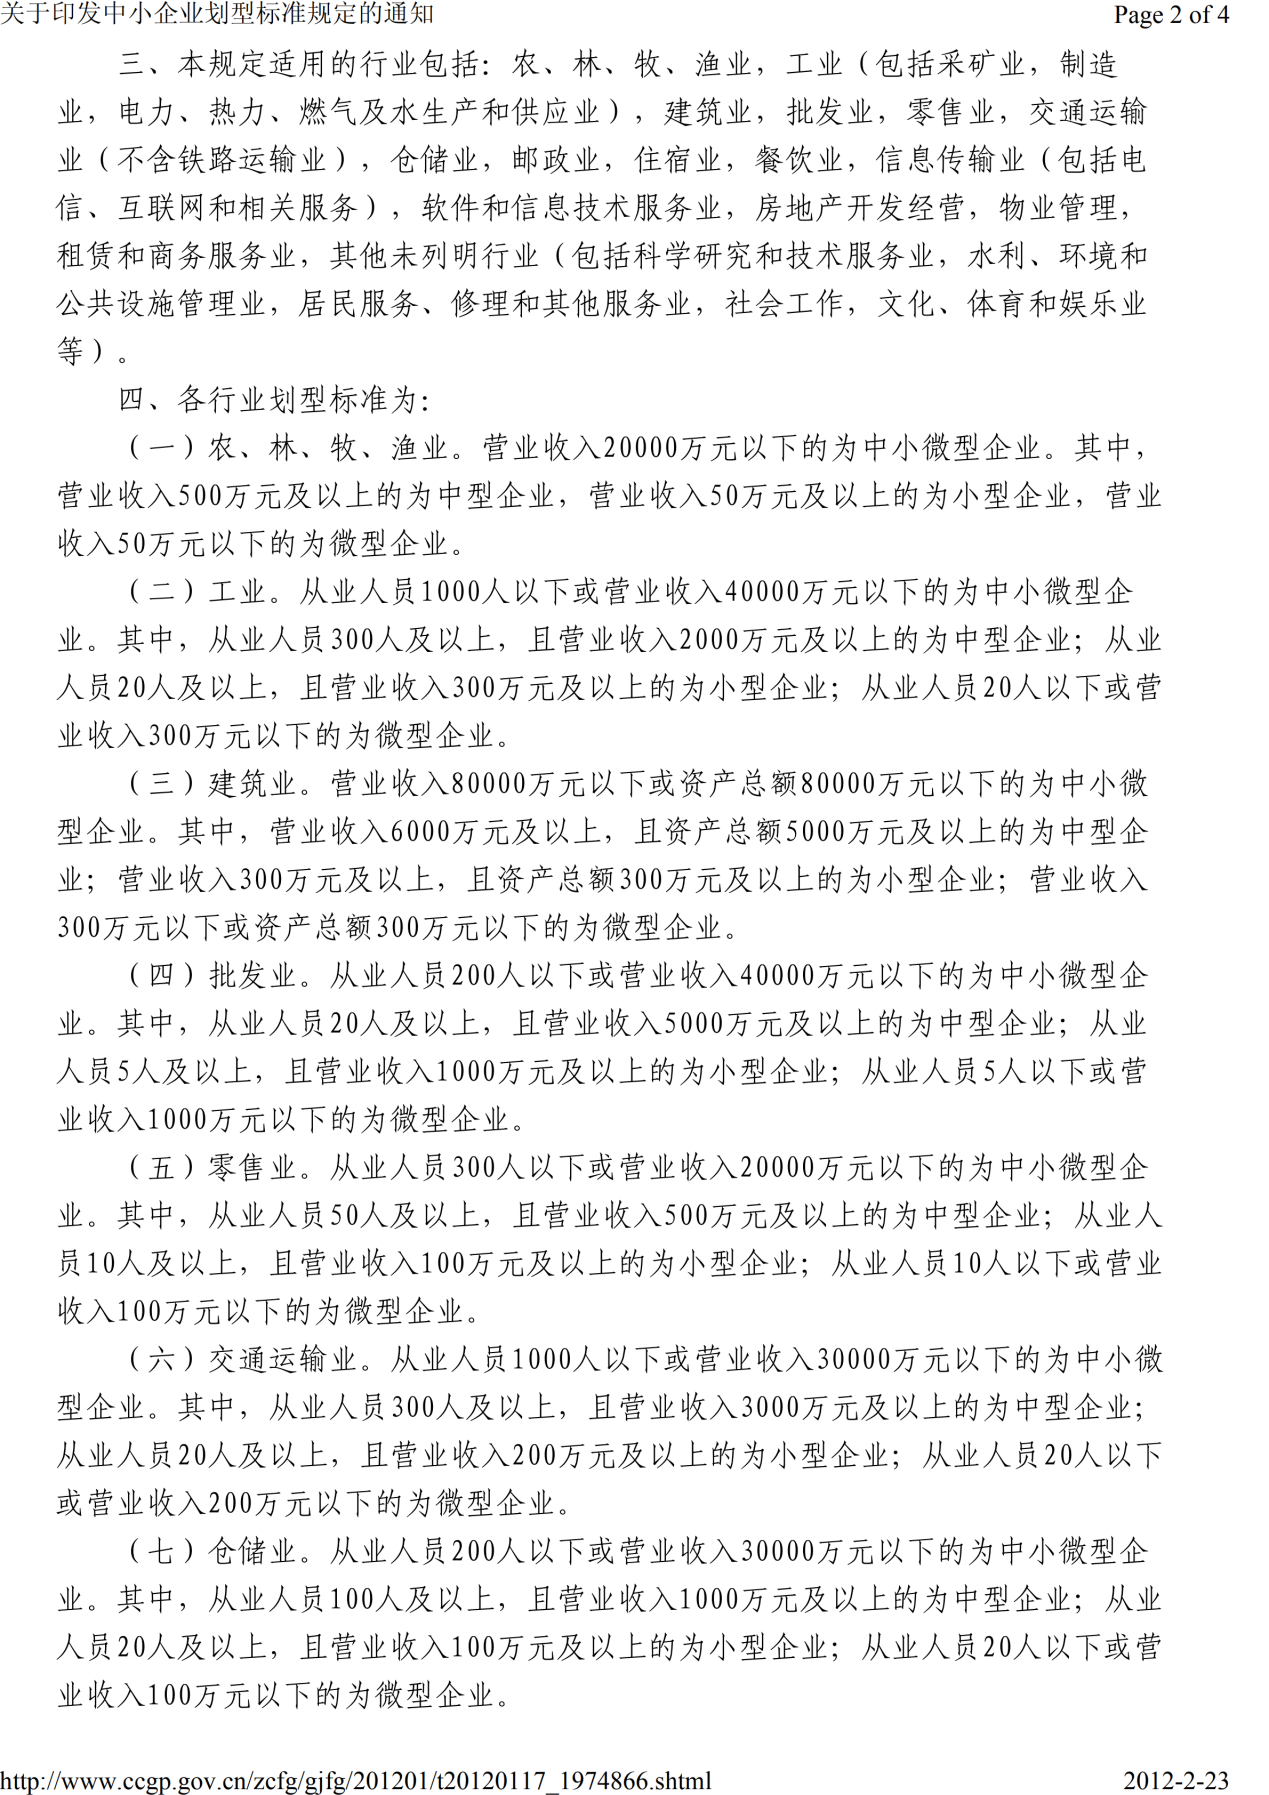 关于印发中小企业划型标准规定的通知
Page 2 of 4
三、本规定适用的行业包括：农、林、牧、渔业，工业（包括采矿业，制造
业，电力、热力、燃气及水生产和供应业），建筑业，批发业，零售业，交通运输
业（不含铁路运输业），仓储业，邮政业，住宿业，餐饮业，信息传输业（包括电
信、互联网和相关服务），软件和信息技术服务业，房地产开发经营，物业管理，
租赁和商务服务业，其他未列明行业（包括科学研究和技术服务业，水利、环境和
公共设施管理业，居民服务、修理和其他服务业，社会工作，文化、体育和娱乐业
等）。
四、各行业划型标准为：
（一）农、林、牧、渔业。营业收入20000万元以下的为中小微型企业。其中，
营业收入500万元及以上的为中型企业，营业收入50万元及以上的为小型企业，营业
收入50万元以下的为微型企业。
（二）工业。从业人员1000人以下或营业收入40000万元以下的为中小微型企
业。其中，从业人员300人及以上，且营业收入2000万元及以上的为中型企业；从业
人员20人及以上，且营业收入300万元及以上的为小型企业；从业人员20人以下或营
业收入300万元以下的为微型企业。
（三）建筑业。营业收入80000万元以下或资产总额80000万元以下的为中小微
型企业。其中，营业收入6000万元及以上，且资产总额5000万元及以上的为中型企
业；营业收入300万元及以上，且资产总额300万元及以上的为小型企业；营业收入
300万元以下或资产总额300万元以下的为微型企业。
（四）批发业。从业人员200人以下或营业收入40000万元以下的为中小微型企
业。其中，从业人员20人及以上，且营业收入5000万元及以上的为中型企业；从业
人员5人及以上，且营业收入1000万元及以上的为小型企业；从业人员5人以下或营
业收入1000万元以下的为微型企业。
（五）零售业。从业人员300人以下或营业收入20000万元以下的为中小微型企
业。其中，从业人员50人及以上，且营业收入500万元及以上的为中型企业；从业人
员10人及以上，且营业收入100万元及以上的为小型企业；从业人员10人以下或营业
收入100万元以下的为微型企业。
（六）交通运输业。从业人员1000人以下或营业收入30000万元以下的为中小微
型企业。其中，从业人员300人及以上，且营业收入3000万元及以上的为中型企业；
从业人员20人及以上，且营业收入200万元及以上的为小型企业；从业人员20人以下
或营业收入200万元以下的为微型企业。
（七）仓储业。从业人员200人以下或营业收入30000万元以下的为中小微型企
业。其中，从业人员100人及以上，且营业收入1000万元及以上的为中型企业；从业
人员20人及以上，且营业收入100万元及以上的为小型企业；从业人员20人以下或营
业收入100万元以下的为微型企业。
http://www.ccgp.gov.cn/zcfg/gjfg/201201/t20120117_1974866.shtml
2012-2-23